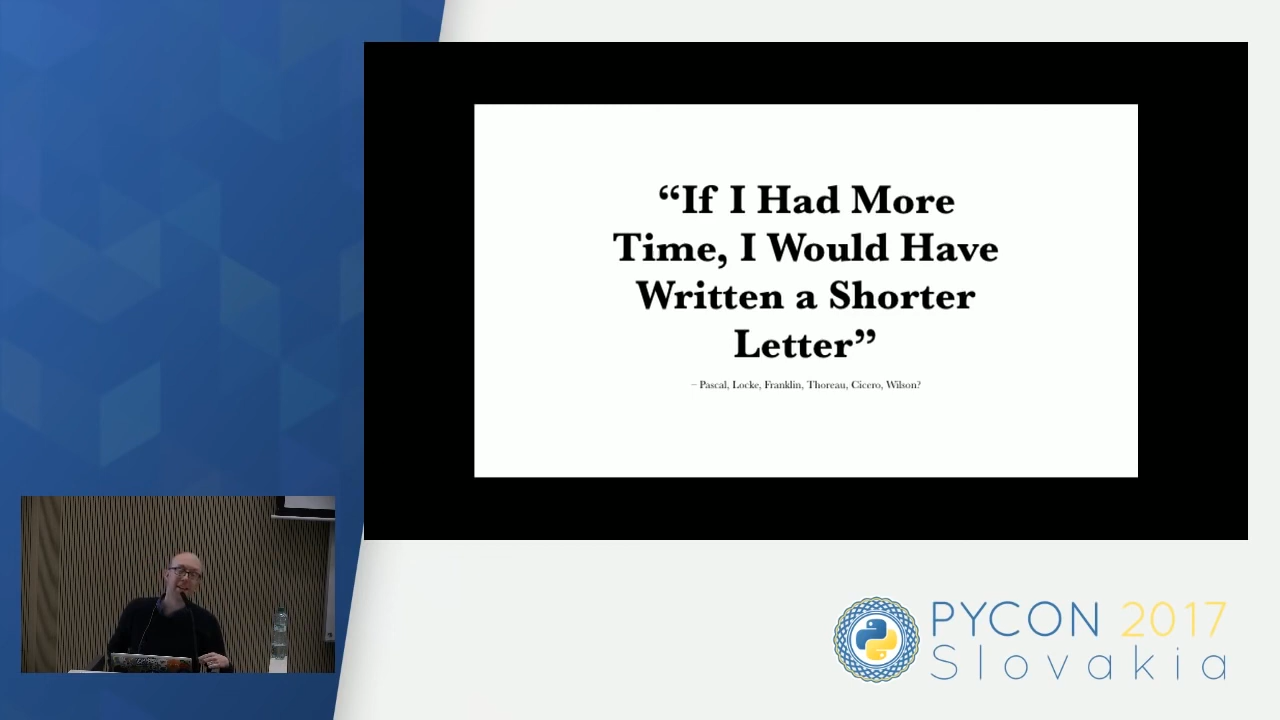 “If I Had More
Time, I Would Have
Written a Shorter
Letter”
– Pascal, Locke, Franklin, Thoreau, Cicero, Wilson?
PYCON 2017
Slovakia